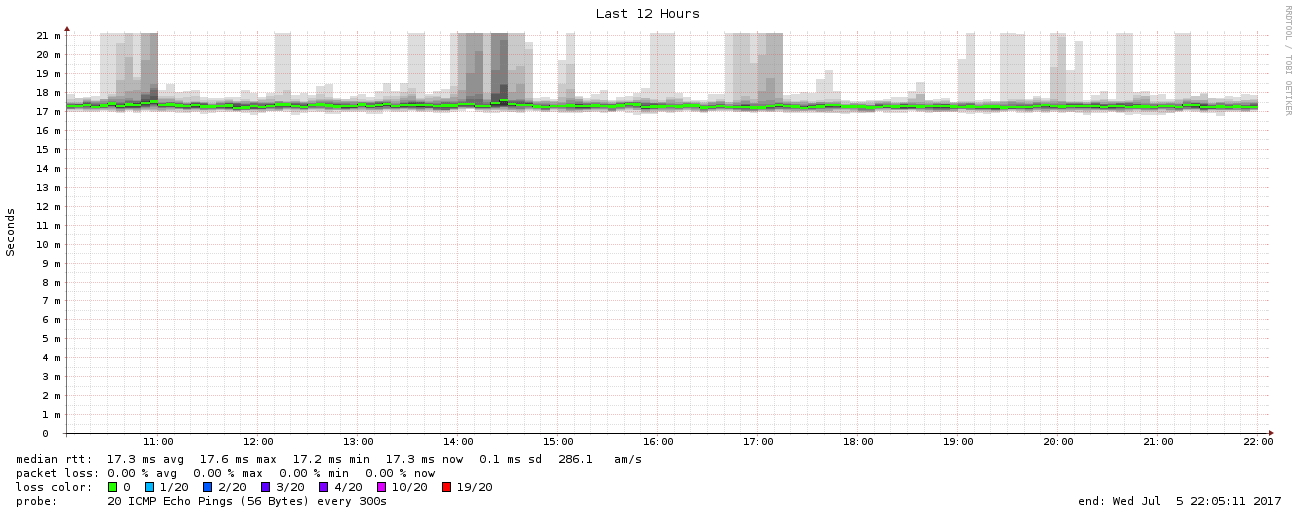 Last 12 Hours
RRDTOOL / TOBI OETIKER
Seconds
21 m
20 m
19 m
18 m
17 m
16 m
15 m
14 m
13 m
12 m
11 m
10 m
9 m
8 m
7 m
6 m
5 m
4 m
3 m
2 m
1 m
0
11:00 12:00 13:00 14:00 15:00 16:00 17:00 18:00 19:00 20:00 21:00 22:00
median rtt: 17.3 ms avg 17.6 ms max 17.2 ms min 17.3 ms now 0.1 ms sd 286.1 am/s
packet loss: 0.00 % avg 0.00 % max 0.00 % min 0.00 % now
loss color: 0 1/20 2/20 3/20 4/20 10/20 19/20
probe: 20 ICMP Echo Pings (56 Bytes) every 300s end: Wed Jul 5 22:05:11 2017